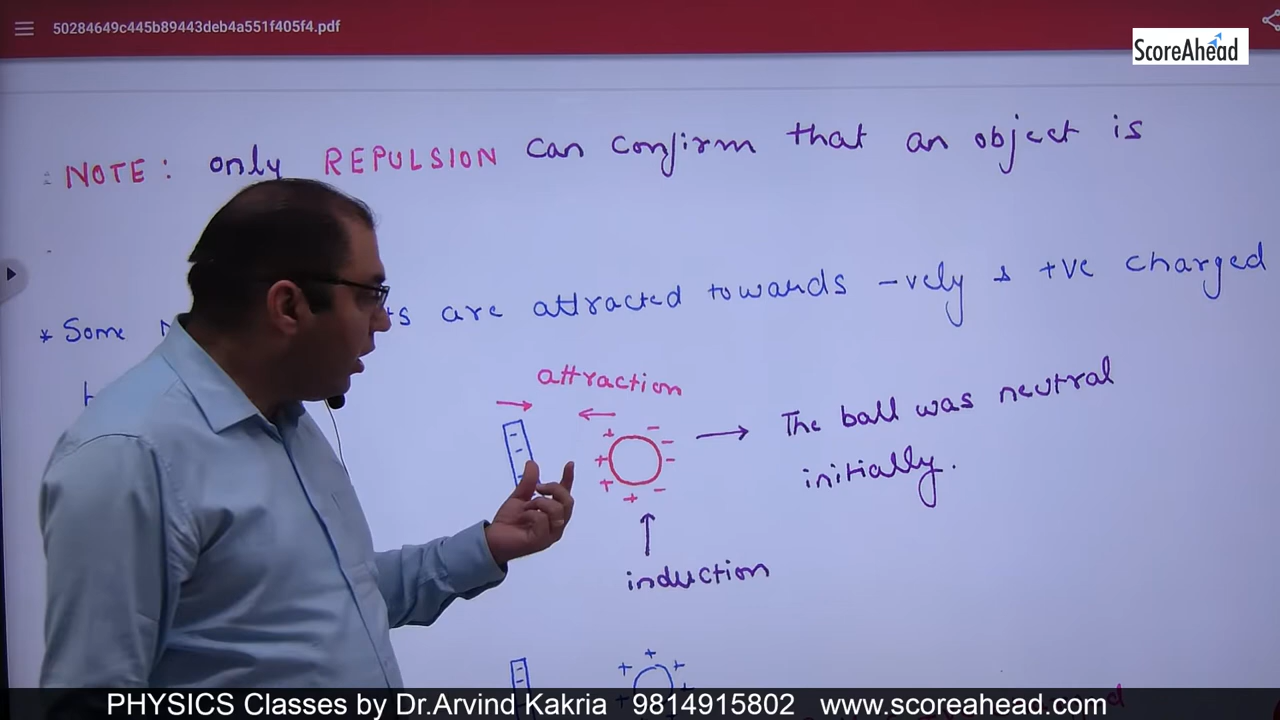 50284649c445b89443deb4a551f405f4.pdf
ScoreAhead
NOTE: only REPULSION can confirm that an object is
* Some are attracted towards -vely & +ve charged
attraction
The ball was neutral
initially.
induction
PHYSICS Classes by Dr.Arvind Kakria 9814915802 www.scoreahead.com